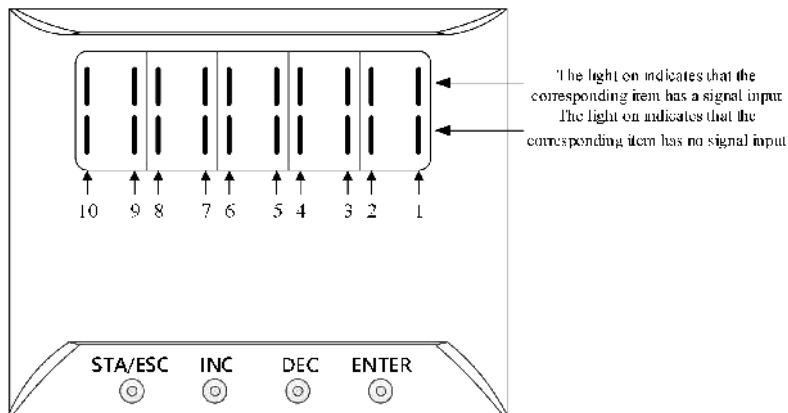 The light on indicates that the
corresponding item has a signal input
The light on indicates that the
corresponding item has no signal input
10 9 8 7 6 5 4 3 2 1
STA/ESC INC DEC ENTER